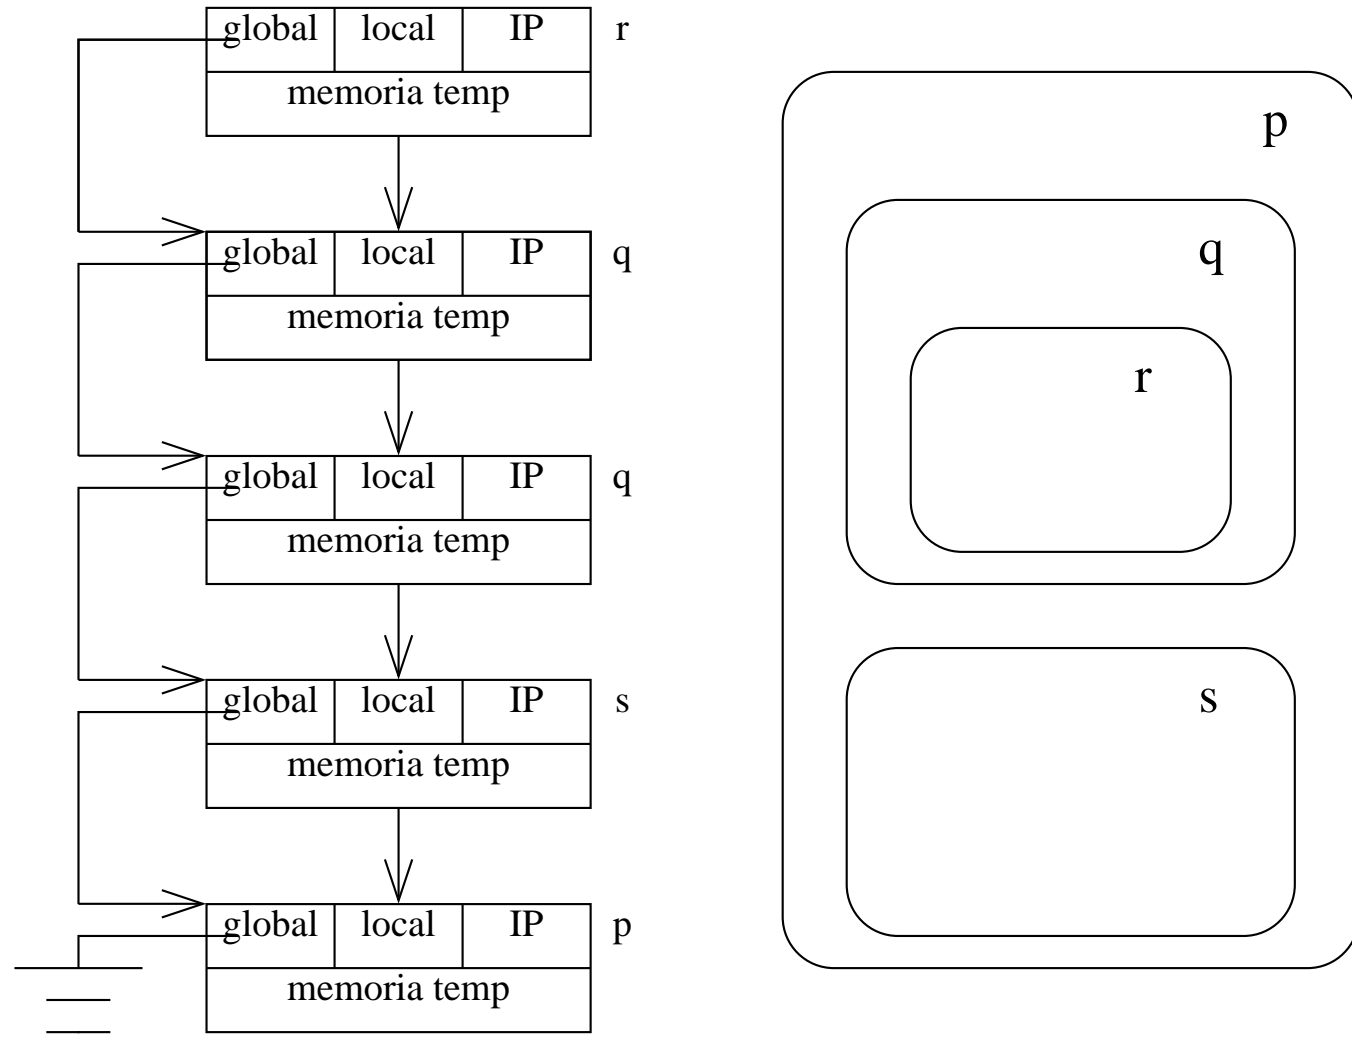 global local IP r
memoria temp
global local IP q
memoria temp
global local IP q
memoria temp
global local IP s
memoria temp
global local IP p
memoria temp
p
q
r
s